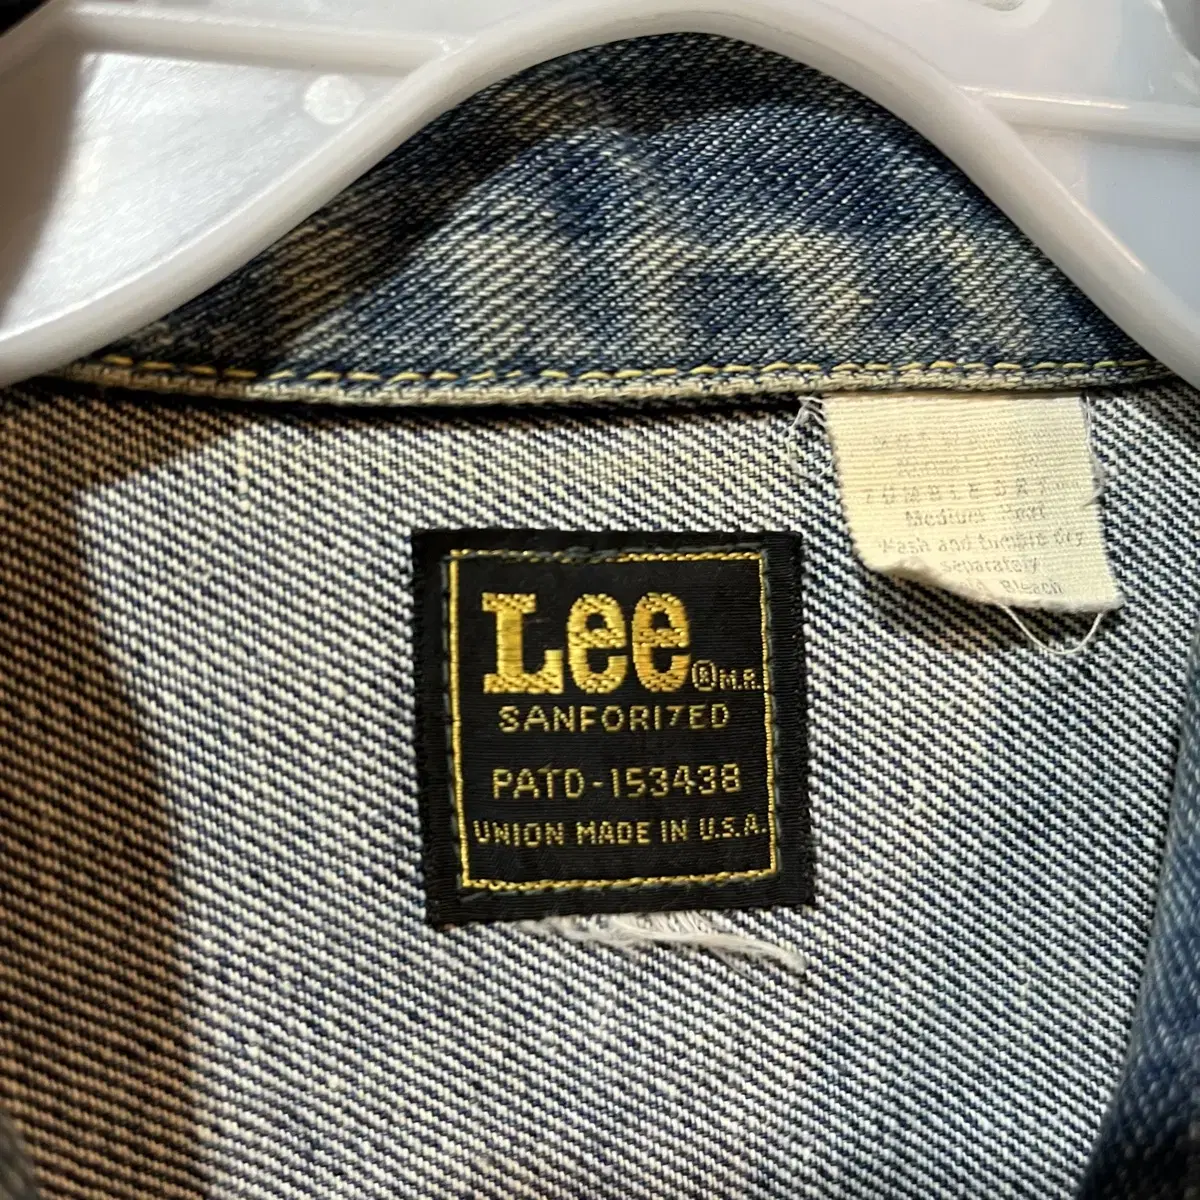 Lee ® M.R.
SANFORIZED
PATD-153438
UNION MADE IN U.S.A.
TUMBLE DRY
Medium Heat
Wash and tumble dry
separately
Bleach